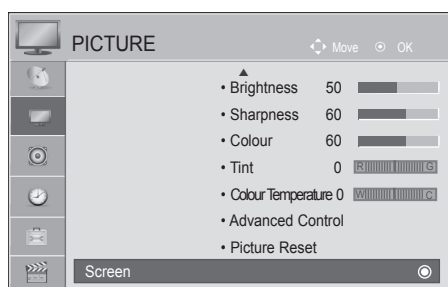 PICTURE
Move ⊙ OK
• Brightness 50
• Sharpness 60
• Colour 60
• Tint 0 R G
• Colour Temperature 0 W C
• Advanced Control
• Picture Reset
Screen